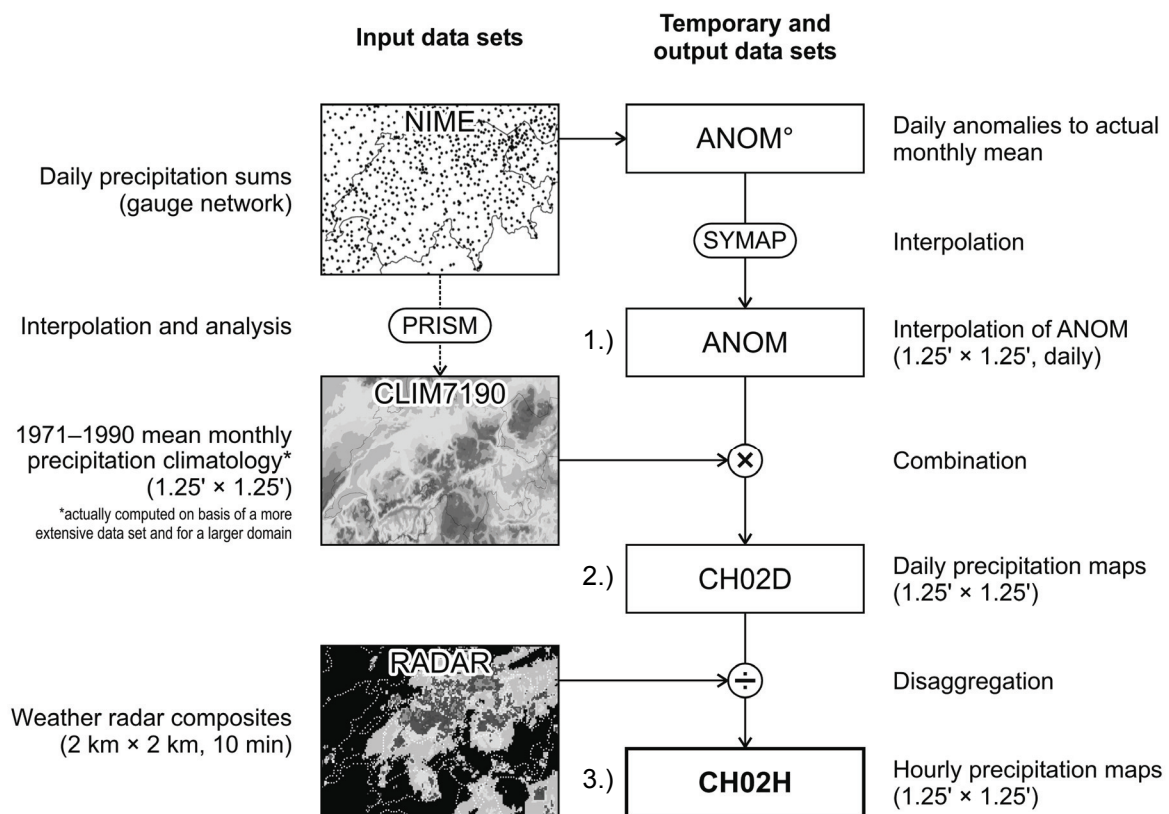 Input data sets
Temporary and
output data sets
Daily precipitation sums
(gauge network)
NIME
ANOM°
Daily anomalies to actual
monthly mean
SYMAP
Interpolation
Interpolation and analysis
PRISM
1.)
ANOM
Interpolation of ANOM
(1.25' × 1.25', daily)
1971–1990 mean monthly
precipitation climatology*
(1.25' × 1.25')
*actually computed on basis of a more
extensive data set and for a larger domain
CLIM7190
×
Combination
2.)
CH02D
Daily precipitation maps
(1.25' × 1.25')
Weather radar composites
(2 km × 2 km, 10 min)
RADAR
÷
Disaggregation
3.)
CH02H
Hourly precipitation maps
(1.25' × 1.25')